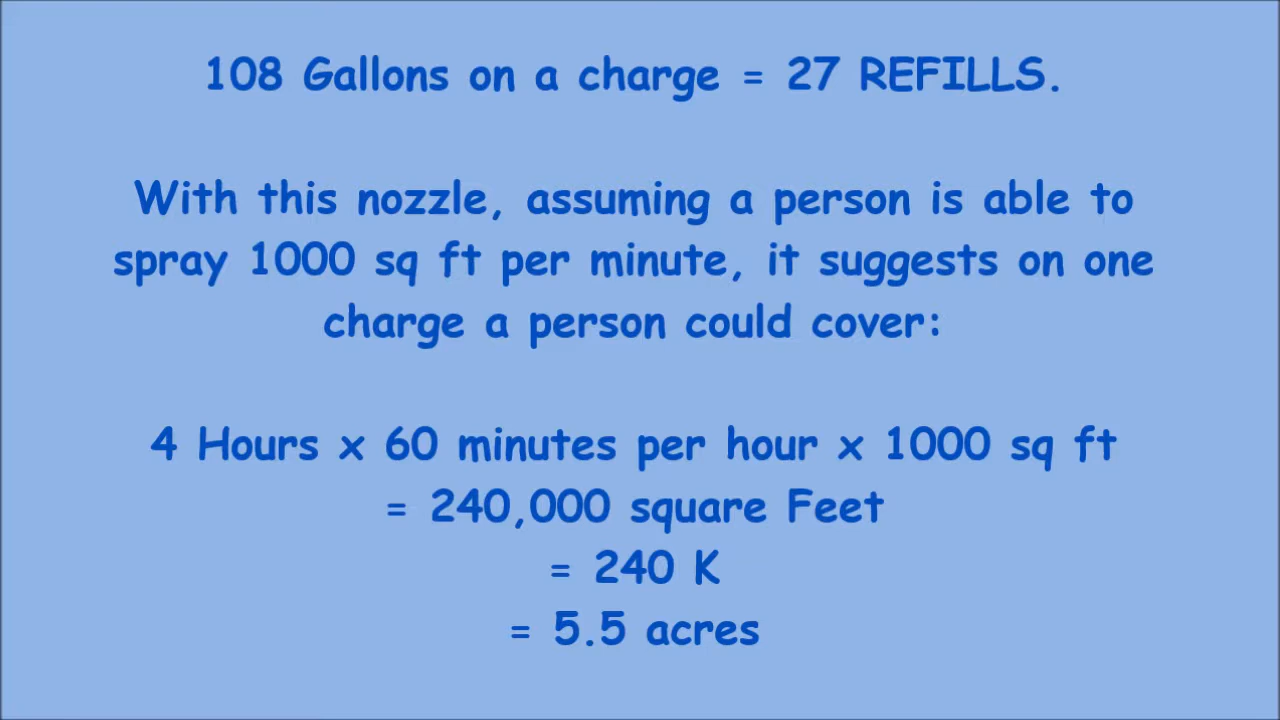 108 Gallons on a charge = 27 REFILLS.
With this nozzle, assuming a person is able to
spray 1000 sq ft per minute, it suggests on one
charge a person could cover:
4 Hours x 60 minutes per hour x 1000 sq ft
= 240,000 square Feet
= 240 K
= 5.5 acres